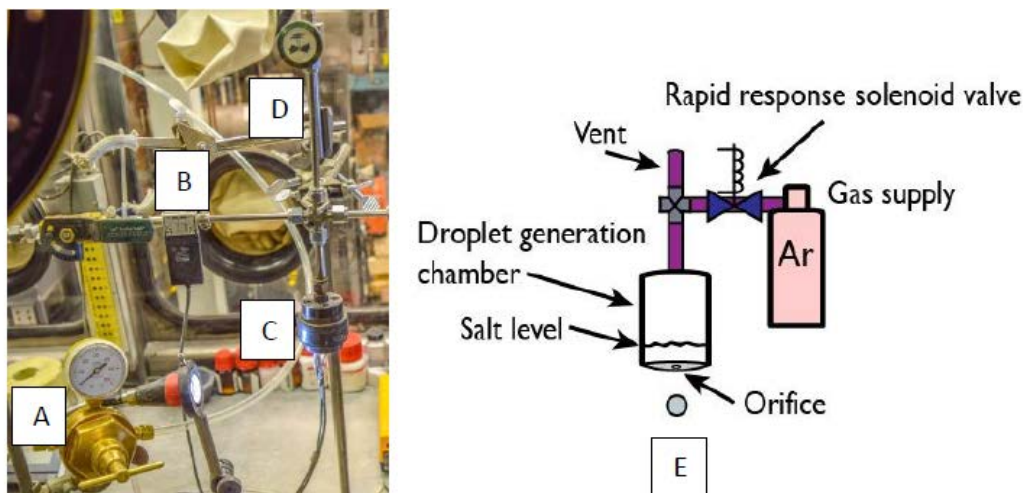 D
B
C
A
Rapid response solenoid valve
Vent
Gas supply
Droplet generation
chamber
Ar
Salt level
Orifice
E